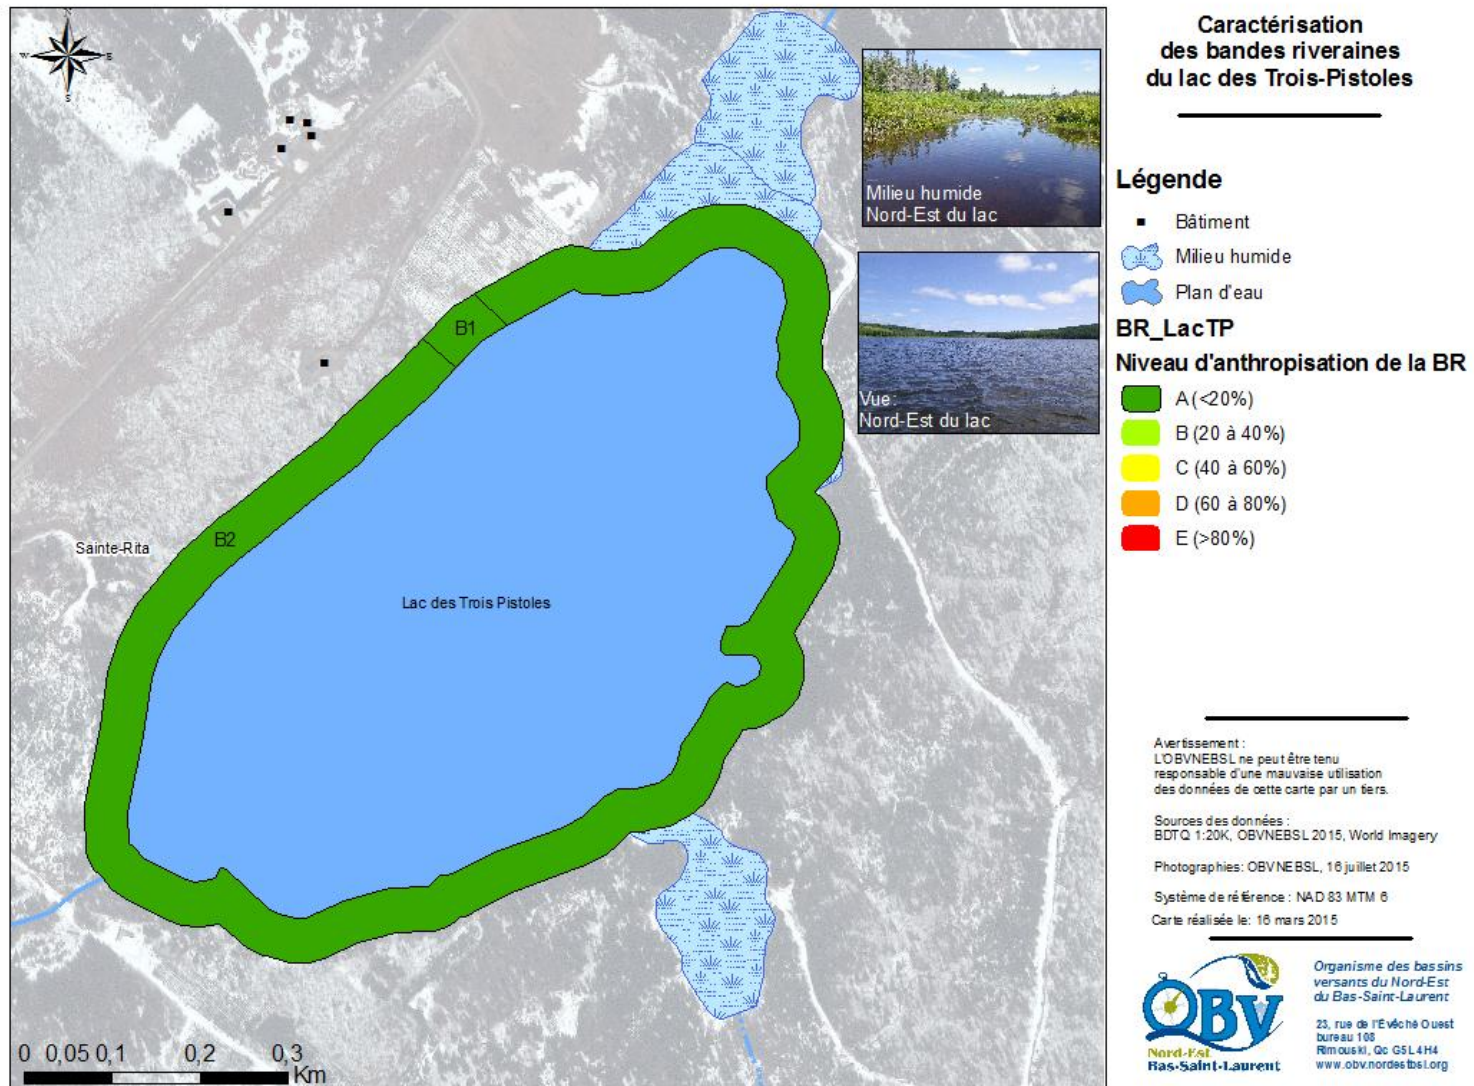 N
W
E
S
Milieu humide
Nord-Est du lac
Vue:
Nord-Est du lac
B1
B2
Sainte-Rita
Lac des Trois Pistoles
0 0,05 0,1 0,2 0,3
Km
Caractérisation
des bandes riveraines
du lac des Trois-Pistoles
Légende
Bâtiment
Milieu humide
Plan d'eau
BR_LacTP
Niveau d'anthropisation de la BR
A (<20%)
B (20 à 40%)
C (40 à 60%)
D (60 à 80%)
E (>80%)
Avertissement :
L'OBVNEBSL ne peut être tenu
responsable d'une mauvaise utilisation
des données de cette carte par un tiers.
Sources des données :
BDTQ 1:20K, OBVNEBSL 2015, World Imagery
Photographies: OBVNEBSL, 16 juillet 2015
Système de référence : NAD 83 MTM 6
Carte réalisée le: 16 mars 2015
OBV
Nord-Est
Bas-Saint-Laurent
Organisme des bassins
versants du Nord-Est
du Bas-Saint-Laurent
23, rue de l'Évêché Ouest
bureau 108
Rimouski, Qc G5L 4H4
www.obv.nordestbsl.org